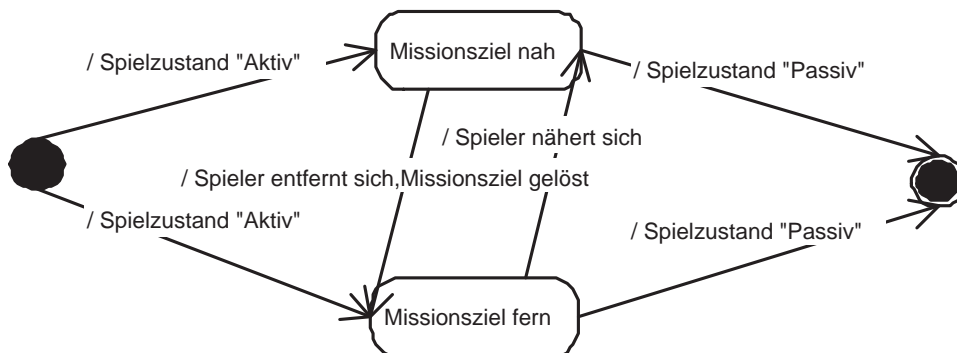 Missionsziel nah
/ Spielzustand "Aktiv"
/ Spielzustand "Passiv"
/ Spieler nähert sich
/ Spieler entfernt sich,Missionsziel gelöst
/ Spielzustand "Aktiv"
/ Spielzustand "Passiv"
Missionsziel fern